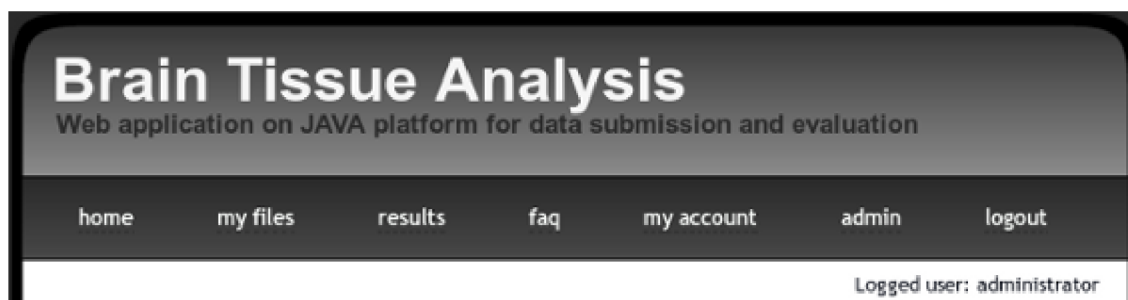 Brain Tissue Analysis
Web application on JAVA platform for data submission and evaluation
home my files results faq my account admin logout
Logged user: administrator